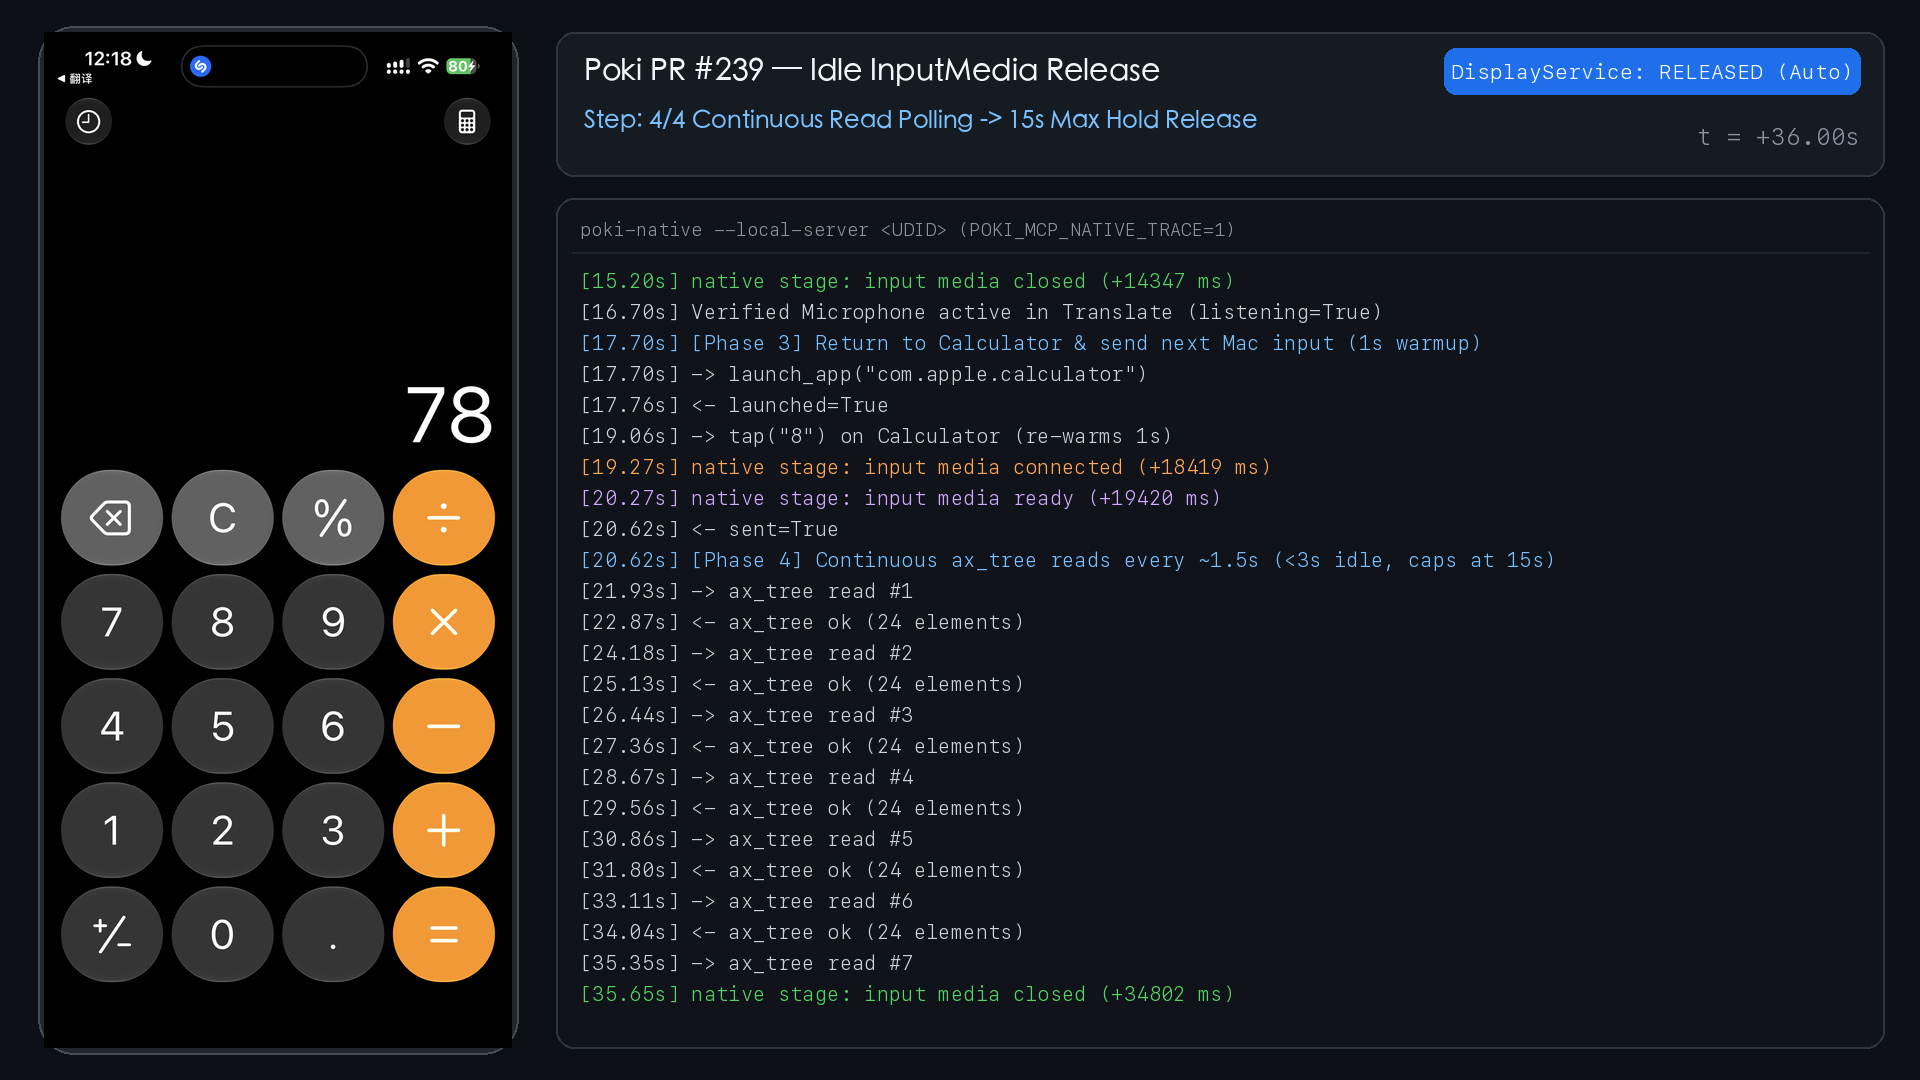 12:18
◀ 翻译
80
78
C
%
÷
7
8
9
×
4
5
6
−
1
2
3
+
+/−
0
.
=
Poki PR #239 — Idle InputMedia Release
DisplayService: RELEASED (Auto)
Step: 4/4 Continuous Read Polling -> 15s Max Hold Release
t = +36.00s
poki-native --local-server <UDID> (POKI_MCP_NATIVE_TRACE=1)
[15.20s] native stage: input media closed (+14347 ms)
[16.70s] Verified Microphone active in Translate (listening=True)
[17.70s] [Phase 3] Return to Calculator & send next Mac input (1s warmup)
[17.70s] -> launch_app("com.apple.calculator")
[17.76s] <- launched=True
[19.06s] -> tap("8") on Calculator (re-warms 1s)
[19.27s] native stage: input media connected (+18419 ms)
[20.27s] native stage: input media ready (+19420 ms)
[20.62s] <- sent=True
[20.62s] [Phase 4] Continuous ax_tree reads every ~1.5s (<3s idle, caps at 15s)
[21.93s] -> ax_tree read #1
[22.87s] <- ax_tree ok (24 elements)
[24.18s] -> ax_tree read #2
[25.13s] <- ax_tree ok (24 elements)
[26.44s] -> ax_tree read #3
[27.36s] <- ax_tree ok (24 elements)
[28.67s] -> ax_tree read #4
[29.56s] <- ax_tree ok (24 elements)
[30.86s] -> ax_tree read #5
[31.80s] <- ax_tree ok (24 elements)
[33.11s] -> ax_tree read #6
[34.04s] <- ax_tree ok (24 elements)
[35.35s] -> ax_tree read #7
[35.65s] native stage: input media closed (+34802 ms)